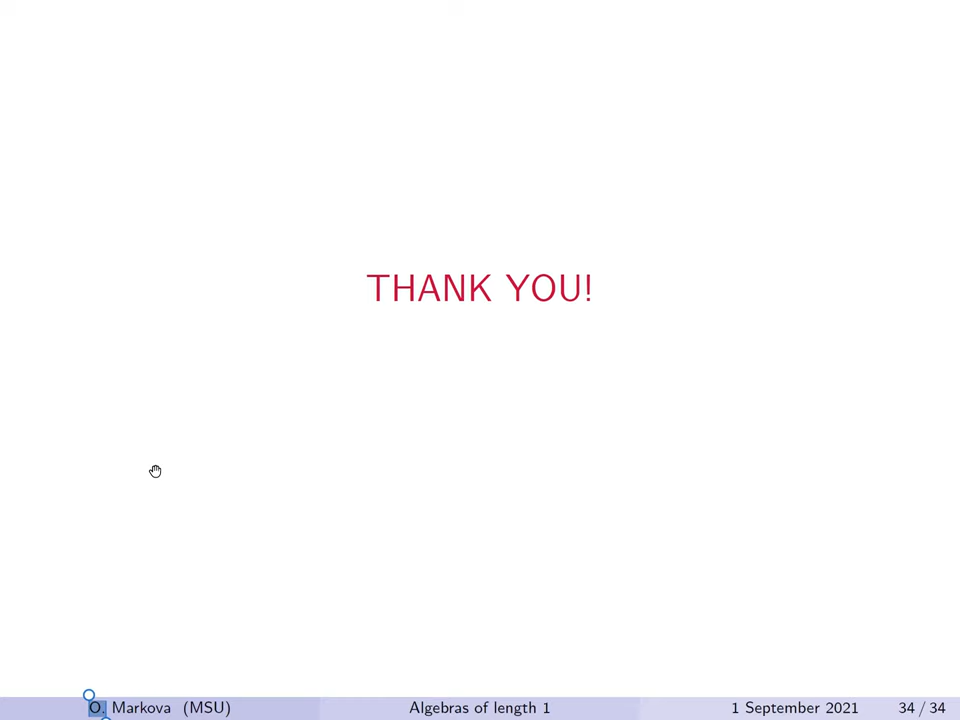 THANK YOU!
O. Markova (MSU) Algebras of length 1 1 September 2021 34 / 34